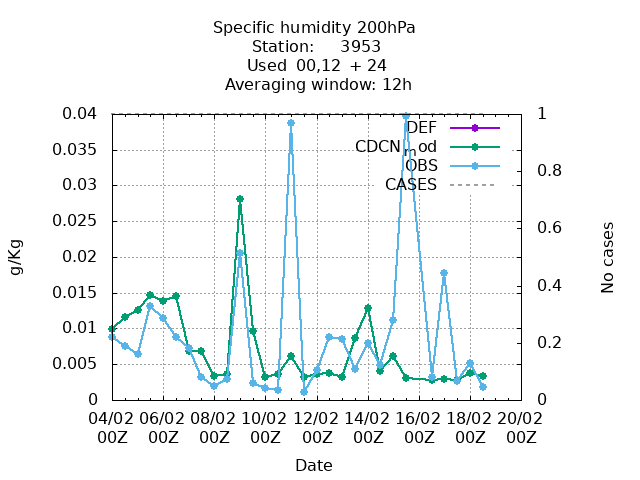 Specific humidity 200hPa
Station: 3953
Used 00,12 + 24
Averaging window: 12h
0.04 1
DEF
0.035
CDCNmod
0.8
OBS
0.03
CASES
0.025
0.6
0.02
g/Kg
No cases
0.015
0.4
0.01
0.2
0.005
0 0
04/02 06/02 08/02 10/02 12/02 14/02 16/02 18/02 20/02
00Z 00Z 00Z 00Z 00Z 00Z 00Z 00Z 00Z
Date